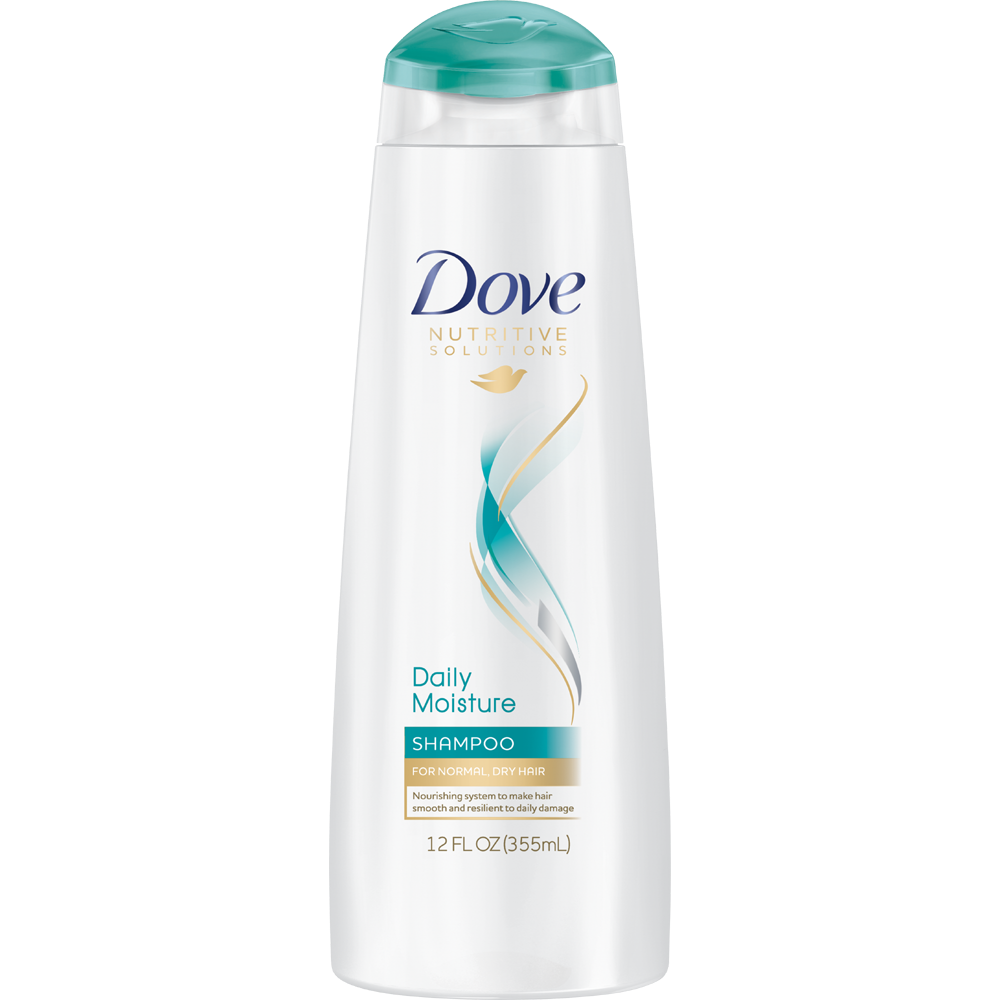 Dove
NUTRITIVE
SOLUTIONS
Daily
Moisture
SHAMPOO
FOR NORMAL, DRY HAIR
Nourishing system to make hair
smooth and resilient to daily damage
12 FL OZ (355mL)